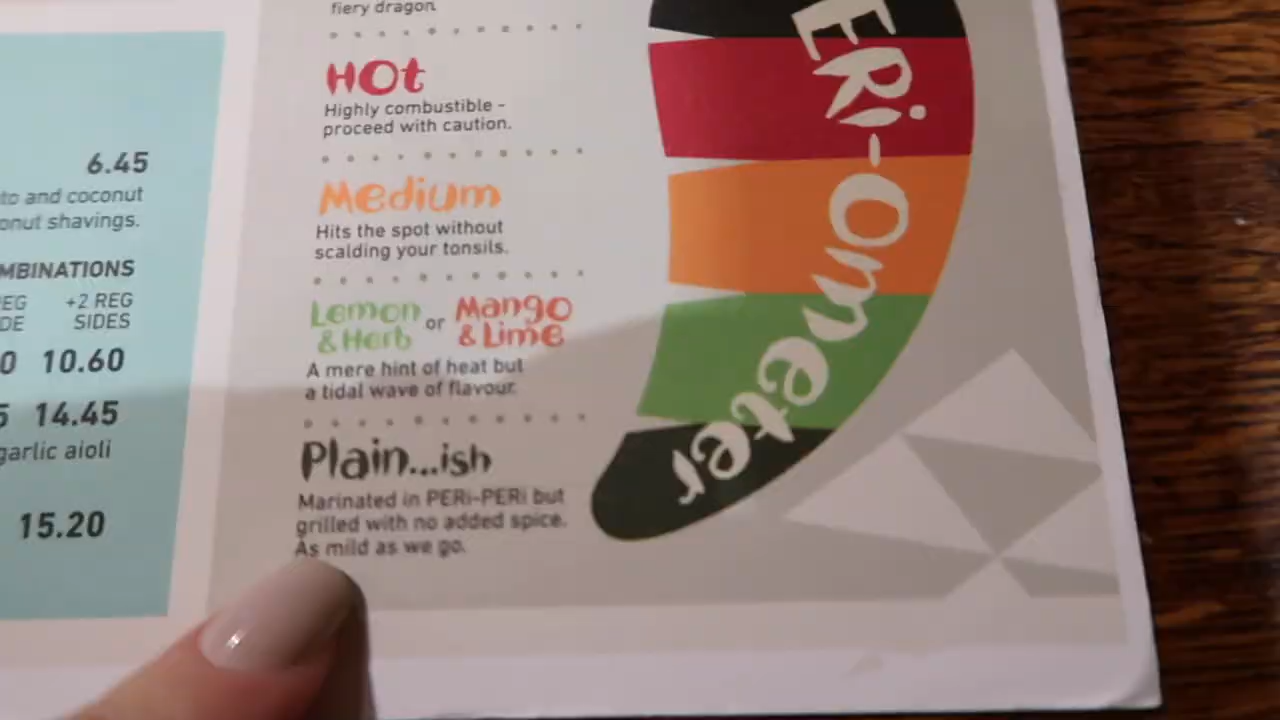 6.45
to and coconut
onut shavings.
MBINATIONS
EG +2 REG
DE SIDES
0 10.60
5 14.45
garlic aioli
15.20
fiery dragon.
Hot
Highly combustible -
proceed with caution.
Medium
Hits the spot without
scalding your tonsils.
Lemon & Herb or Mango & Lime
A mere hint of heat but
a tidal wave of flavour.
Plain...ish
Marinated in PERi-PERi but
grilled with no added spice.
As mild as we go.
ERi-Ometer